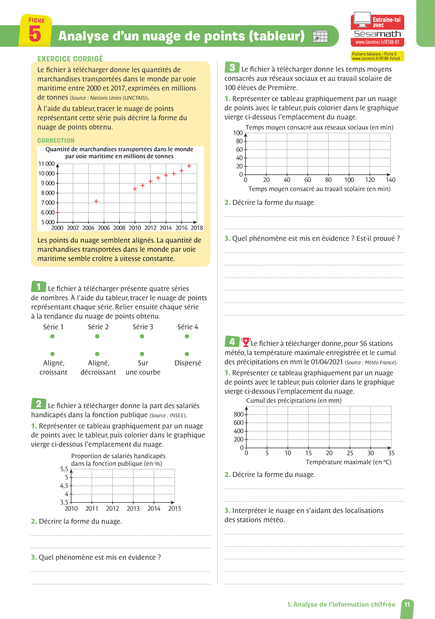 FICHE
5
Analyse d'un nuage de points (tableur)
Entraîne-toi
avec
Sésamath
EXERCICE CORRIGÉ
Le fichier à télécharger donne les quantités de
marchandises transportées dans le monde par voie
maritime entre 2000 et 2017, exprimées en millions
de tonnes (Source : Nations Unies (UNCTAD)).
À l'aide du tableur, tracer le nuage de points
représentant cette série puis décrire la forme du
nuage de points obtenu.
CORRECTION
Quantité de marchandises transportées dans le monde
par voie maritime en millions de tonnes
11 000
10 000
9 000
8 000
7 000
6 000
5 000
2000 2002 2004 2006 2008 2010 2012 2014 2016 2018
Les points du nuage semblent alignés. La quantité de
marchandises transportées dans le monde par voie
maritime semble croître à vitesse constante.
1 Le fichier à télécharger présente quatre séries
de nombres. À l'aide du tableur, tracer le nuage de points
représentant chaque série. Relier ensuite chaque série
à la tendance du nuage de points obtenu.
Série 1 Série 2 Série 3 Série 4
Aligné, Aligné, Sur Dispersé
croissant décroissant une courbe
2 Le fichier à télécharger donne la part des salariés
handicapés dans la fonction publique (Source : INSEE).
1. Représenter ce tableau graphiquement par un nuage
de points avec le tableur, puis colorier dans le graphique
vierge ci-dessous l'emplacement du nuage.
Proportion de salariés handicapés
dans la fonction publique (en %)
5,5
5
4,5
4
3,5
2010 2011 2012 2013 2014 2015
2. Décrire la forme du nuage.
3. Quel phénomène est mis en évidence ?
3 Le fichier à télécharger donne les temps moyens
consacrés aux réseaux sociaux et au travail scolaire de
100 élèves de Première.
1. Représenter ce tableau graphiquement par un nuage
de points avec le tableur, puis colorier dans le graphique
vierge ci-dessous l'emplacement du nuage.
Temps moyen consacré aux réseaux sociaux (en min)
100
80
60
40
20
0
0 20 40 60 80 100 120 140
Temps moyen consacré au travail scolaire (en min)
2. Décrire la forme du nuage.
3. Quel phénomène est mis en évidence ? Est-il prouvé ?
4 Le fichier à télécharger donne, pour 56 stations
météo, la température maximale enregistrée et le cumul
des précipitations en mm le 01/04/2021 (Source : Météo France).
1. Représenter ce tableau graphiquement par un nuage
de points avec le tableur, puis colorier dans le graphique
vierge ci-dessous l'emplacement du nuage.
Cumul des précipitations (en mm)
800
600
400
200
0
0 5 10 15 20 25 30 35
Température maximale (en °C)
2. Décrire la forme du nuage.
3. Interpréter le nuage en s'aidant des localisations
des stations météo.
1. Analyse de l'information chiffrée 11